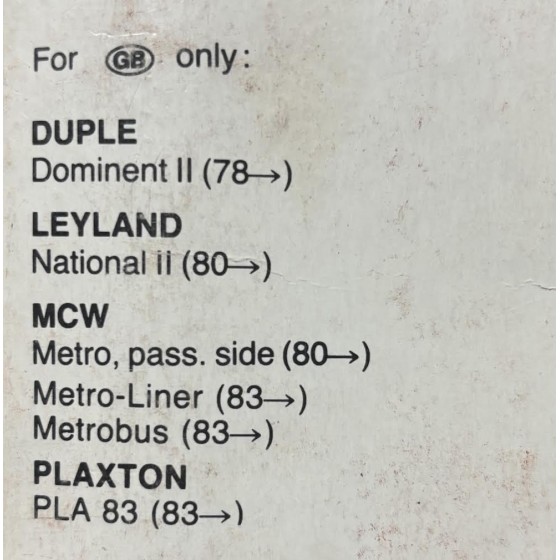 For GB only:
DUPLE
Dominent II (78→)
LEYLAND
National II (80→)
MCW
Metro, pass. side (80→)
Metro-Liner (83→)
Metrobus (83→)
PLAXTON
PLA 83 (83→)